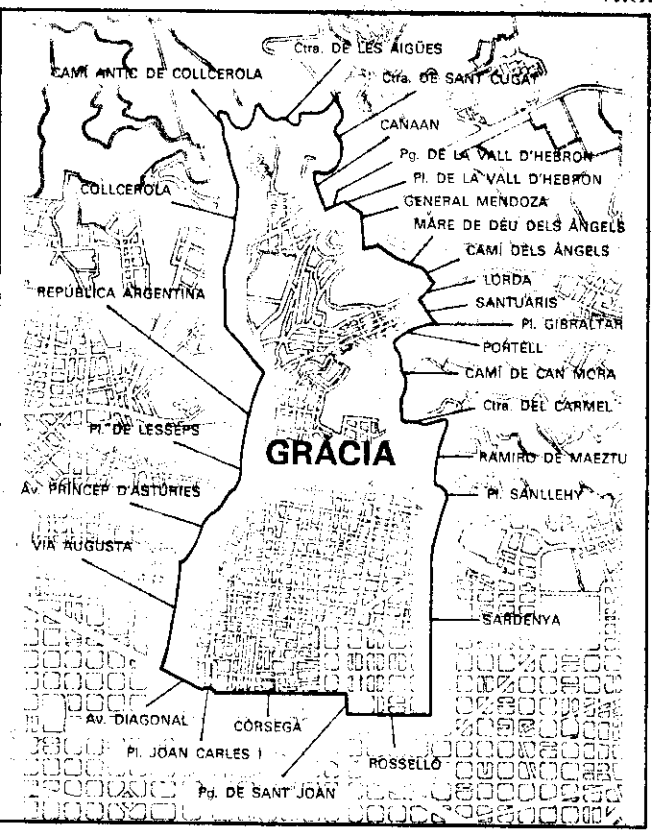 Ctra. DE LES AIGÜES
CAMÍ ANTIC DE COLLCEROLA
Ctra. DE SANT CUGAT
CANAAN
Pg. DE LA VALL D'HEBRON
Pl. DE LA VALL D'HEBRON
COLLCEROLA
GENERAL MENDOZA
MARE DE DÉU DELS ÀNGELS
CAMÍ DELS ÀNGELS
LORDA
REPÚBLICA ARGENTINA
SANTUARIS
Pl. GIBRALTAR
PORTELL
CAMÍ DE CAN MORA
Ctra. DEL CARMEL
Pl. DE LESSEPS
GRÀCIA
RAMIRO DE MAEZTU
Av. PRÍNCEP D'ASTÚRIES
Pl. SANLLEHY
VIA AUGUSTA
SARDENYA
Av. DIAGONAL
CÒRSEGA
Pl. JOAN CARLES I
ROSSELLÓ
Pg. DE SANT JOAN